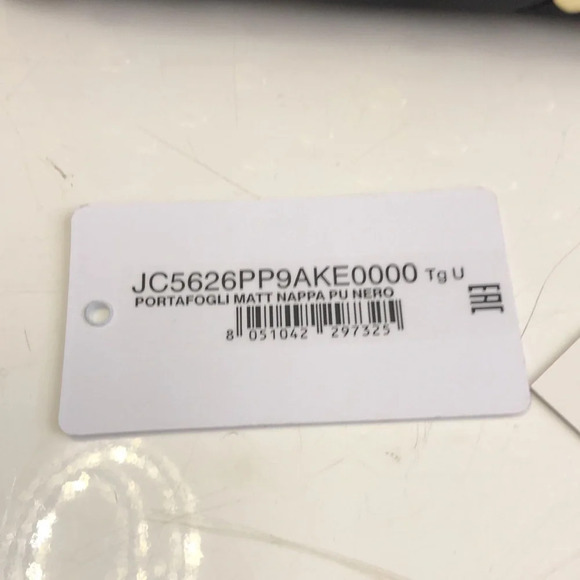 JC5626PP9AKE0000 Tg U
PORTAFOGLI MATT NAPPA PU NERO
8 051042 297325
EAC